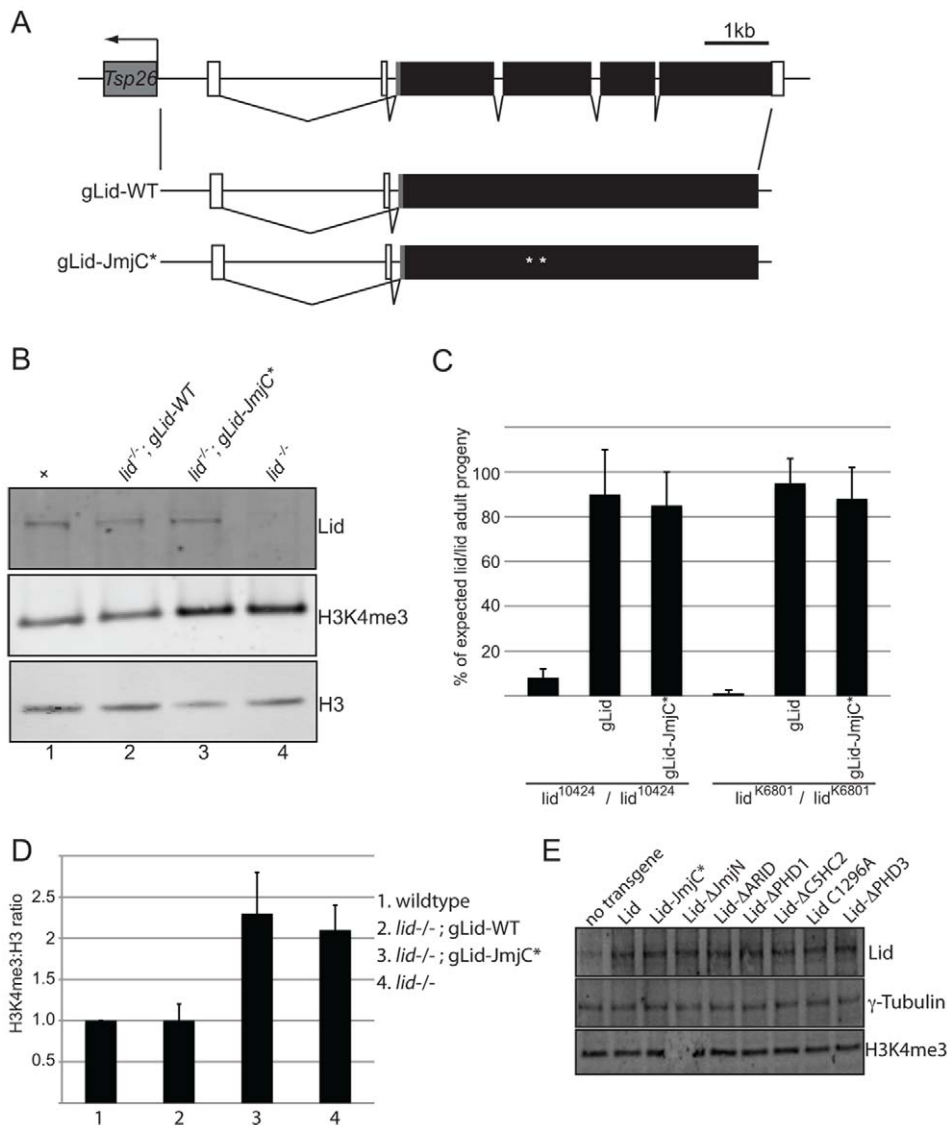 A
1kb
Tsp26
gLid-WT
gLid-JmjC*
* *
B
+
lid-/-; gLid-WT
lid-/-; gLid-JmjC*
lid-/-
Lid
H3K4me3
H3
1 2 3 4
C
% of expected lid/lid adult progeny
100
80
60
40
20
gLid
gLid-JmjC*
gLid
gLid-JmjC*
lid10424 / lid10424
lidK6801 / lidK6801
D
H3K4me3:H3 ratio
2.5
2
1.5
1.0
0.5
1 2 3 4
1. wildtype
2. lid-/- ; gLid-WT
3. lid-/- ; gLid-JmjC*
4. lid-/-
E
no transgene
Lid
Lid-JmjC*
Lid-ΔJmjN
Lid-ΔARID
Lid-ΔPHD1
Lid-ΔC5HC2
Lid C1296A
Lid-ΔPHD3
Lid
γ-Tubulin
H3K4me3